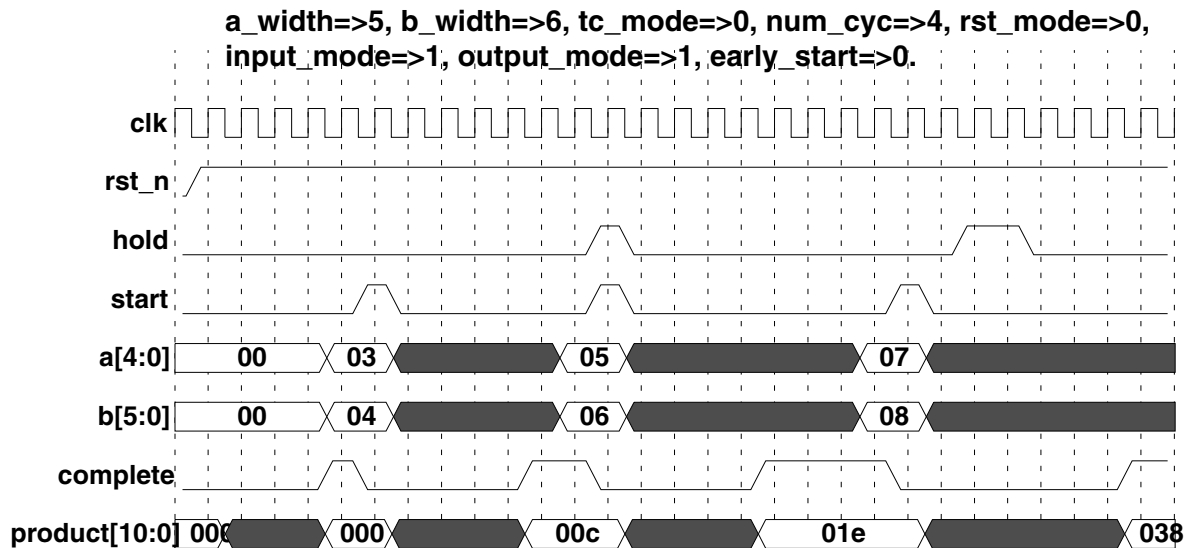 a_width=>5, b_width=>6, tc_mode=>0, num_cyc=>4, rst_mode=>0,
input_mode=>1, output_mode=>1, early_start=>0.
clk
rst_n
hold
start
a[4:0] 00 03 05 07
b[5:0] 00 04 06 08
complete
product[10:0] 000 000 00c 01e 038